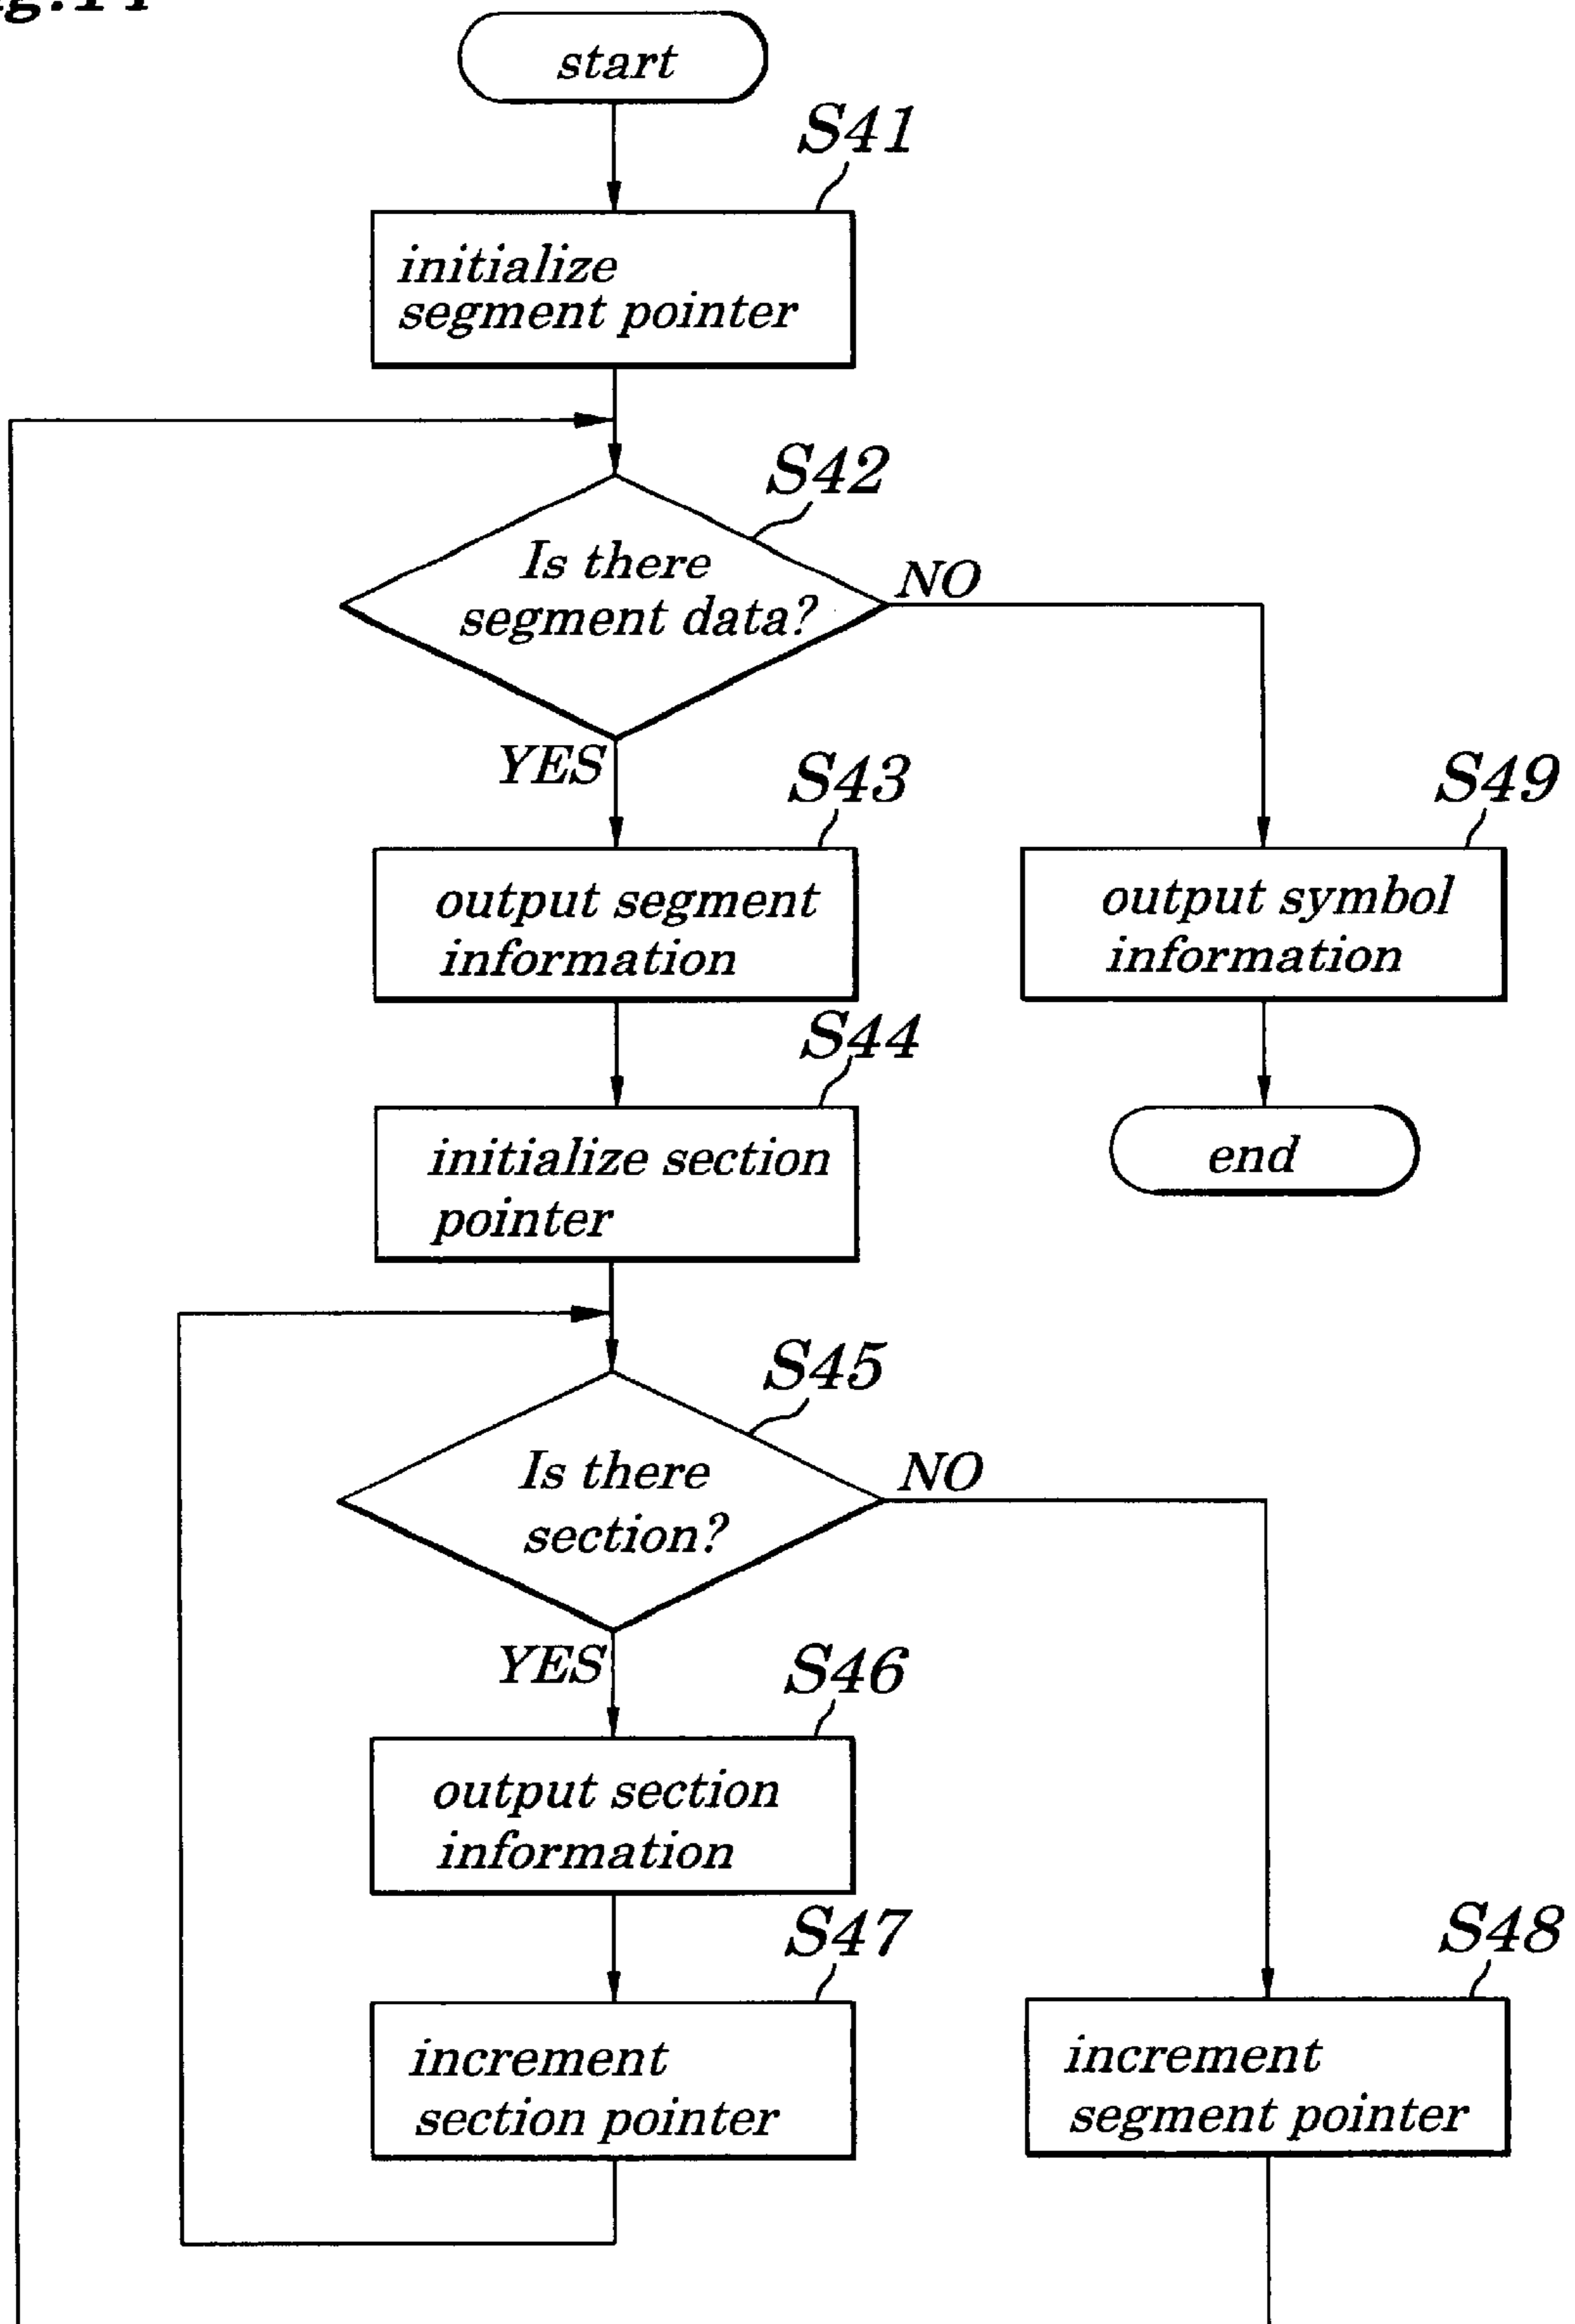 start
S41
initialize
segment pointer
S42
Is there
segment data?
NO
YES
S43
output segment
information
S49
output symbol
information
S44
initialize section
pointer
end
S45
Is there
section?
NO
YES
S46
output section
information
S47
increment
section pointer
S48
increment
segment pointer